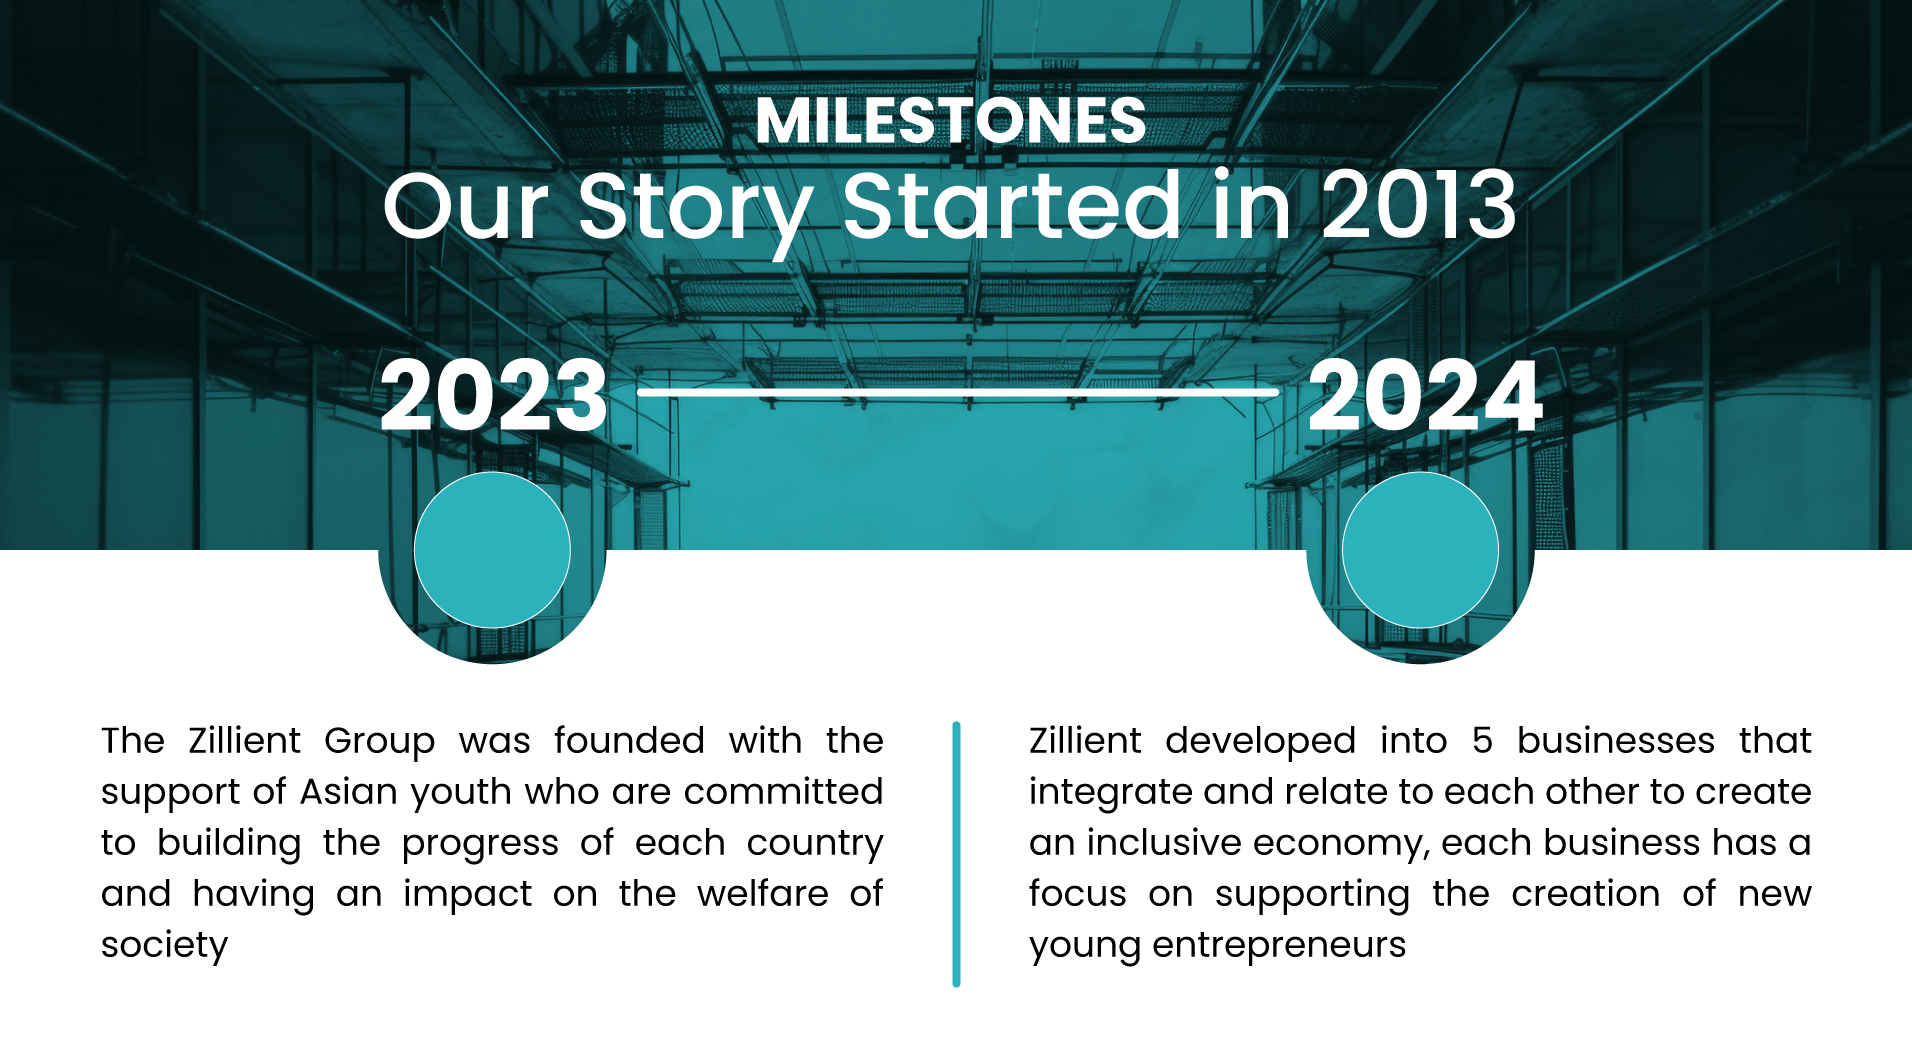 MILESTONES
Our Story Started in 2013
2023
2024
The Zillient Group was founded with the
support of Asian youth who are committed
to building the progress of each country
and having an impact on the welfare of
society
Zillient developed into 5 businesses that
integrate and relate to each other to create
an inclusive economy, each business has a
focus on supporting the creation of new
young entrepreneurs